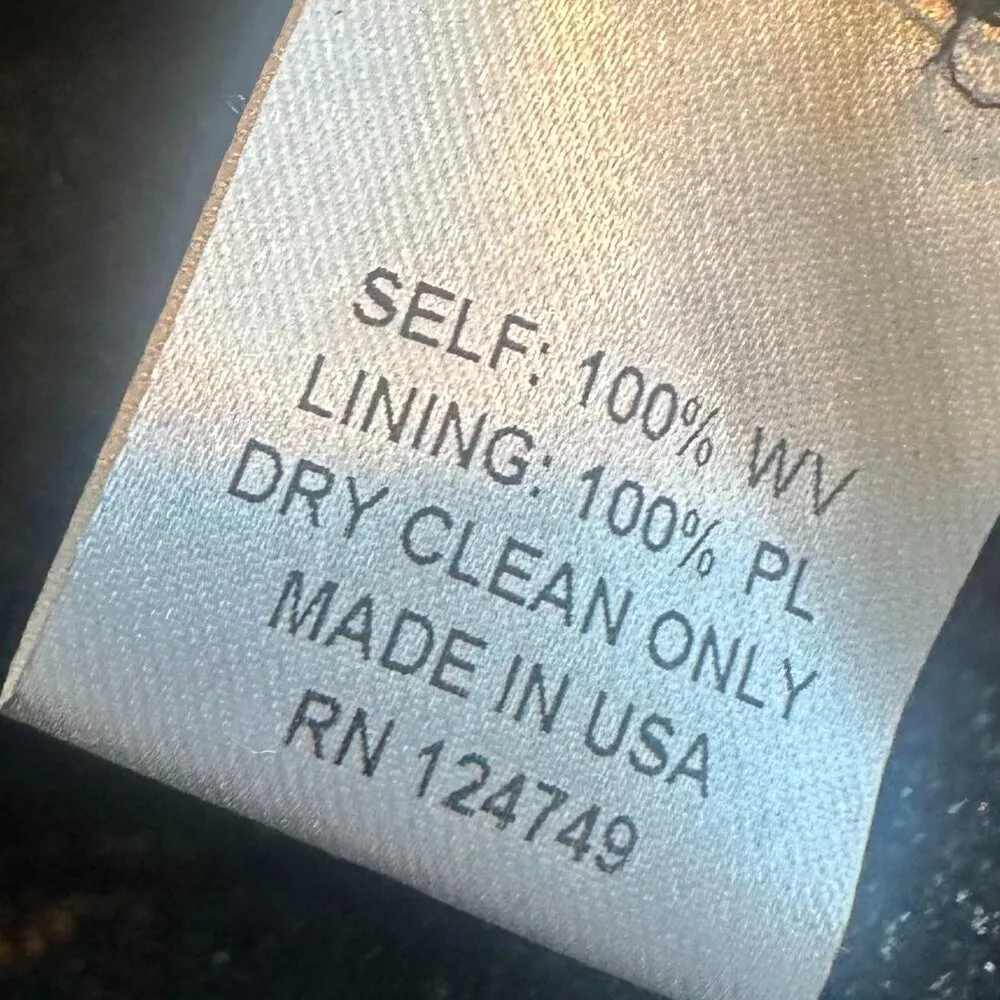 SELF: 100% WV
LINING: 100% PL
DRY CLEAN ONLY
MADE IN USA
RN 124749